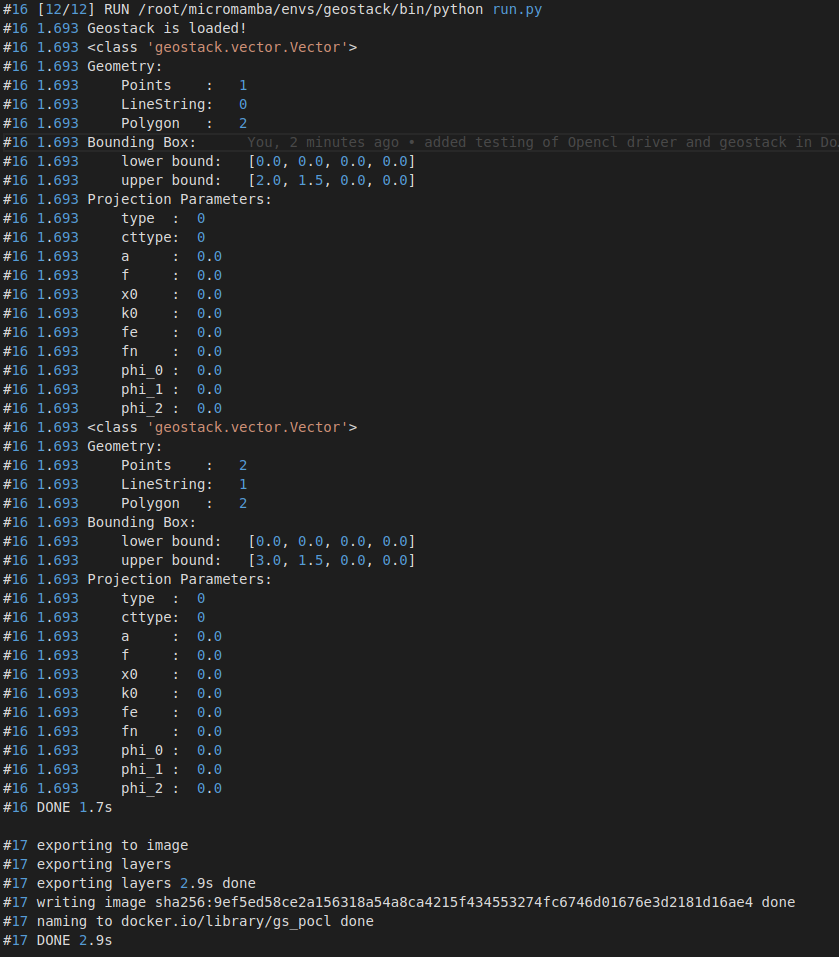 #16 [12/12] RUN /root/micromamba/envs/geostack/bin/python run.py
#16 1.693 Geostack is loaded!
#16 1.693 <class 'geostack.vector.Vector'>
#16 1.693 Geometry:
#16 1.693     Points    :   1
#16 1.693     LineString:   0
#16 1.693     Polygon   :   2
#16 1.693 Bounding Box:      You, 2 minutes ago • added testing of Opencl driver and geostack in Do
#16 1.693     lower bound:   [0.0, 0.0, 0.0, 0.0]
#16 1.693     upper bound:   [2.0, 1.5, 0.0, 0.0]
#16 1.693 Projection Parameters:
#16 1.693     type  :  0
#16 1.693     cttype:  0
#16 1.693     a     :  0.0
#16 1.693     f     :  0.0
#16 1.693     x0    :  0.0
#16 1.693     k0    :  0.0
#16 1.693     fe    :  0.0
#16 1.693     fn    :  0.0
#16 1.693     phi_0 :  0.0
#16 1.693     phi_1 :  0.0
#16 1.693     phi_2 :  0.0
#16 1.693 <class 'geostack.vector.Vector'>
#16 1.693 Geometry:
#16 1.693     Points    :   2
#16 1.693     LineString:   1
#16 1.693     Polygon   :   2
#16 1.693 Bounding Box:
#16 1.693     lower bound:   [0.0, 0.0, 0.0, 0.0]
#16 1.693     upper bound:   [3.0, 1.5, 0.0, 0.0]
#16 1.693 Projection Parameters:
#16 1.693     type  :  0
#16 1.693     cttype:  0
#16 1.693     a     :  0.0
#16 1.693     f     :  0.0
#16 1.693     x0    :  0.0
#16 1.693     k0    :  0.0
#16 1.693     fe    :  0.0
#16 1.693     fn    :  0.0
#16 1.693     phi_0 :  0.0
#16 1.693     phi_1 :  0.0
#16 1.693     phi_2 :  0.0
#16 DONE 1.7s

#17 exporting to image
#17 exporting layers
#17 exporting layers 2.9s done
#17 writing image sha256:9ef5ed58ce2a156318a54a8ca4215f434553274fc6746d01676e3d2181d16ae4 done
#17 naming to docker.io/library/gs_pocl done
#17 DONE 2.9s